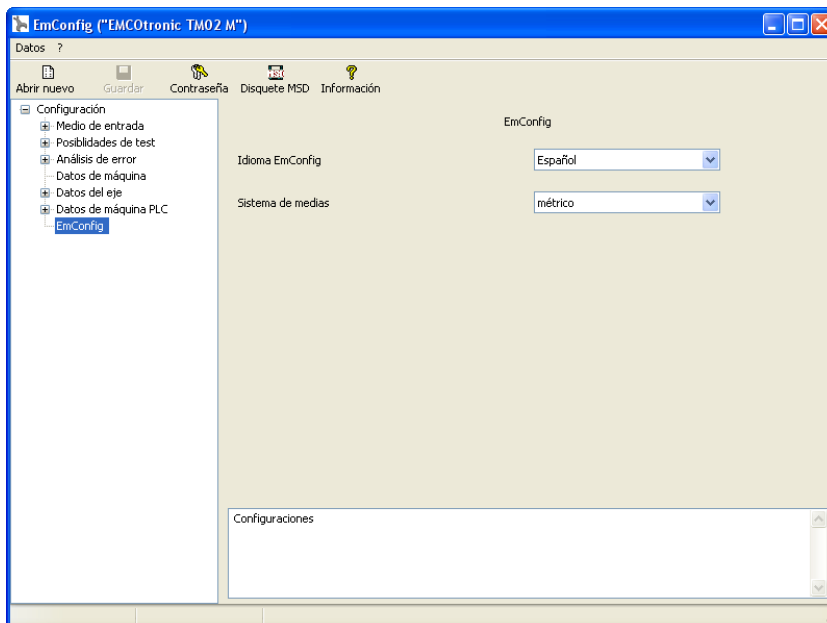 EmConfig ("EMCOtronic TM02 M")
Datos ?
Abrir nuevo Guardar Contraseña Disquete MSD Información
Configuración
Medio de entrada
Posiblidades de test
Análisis de error
Datos de máquina
Datos del eje
Datos de máquina PLC
EmConfig
EmConfig
Idioma EmConfig Español
Sistema de medias métrico
Configuraciones